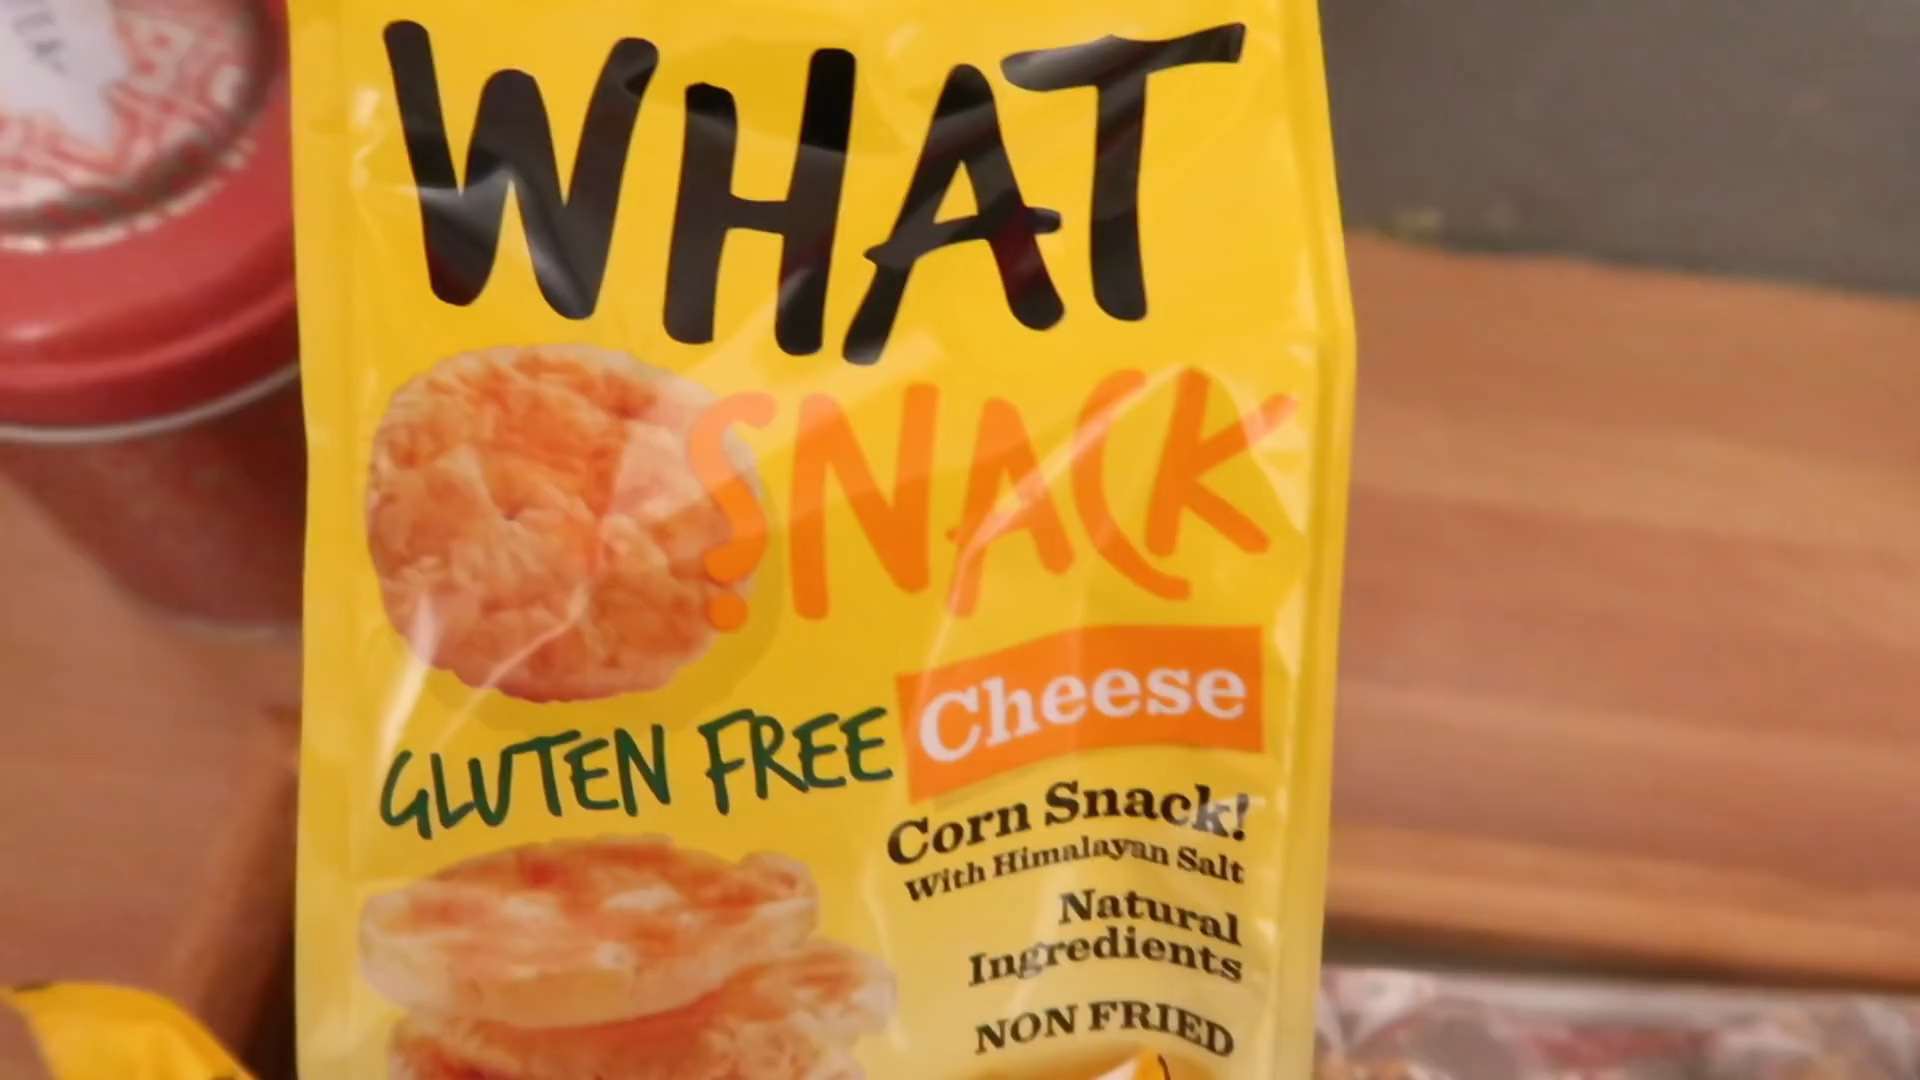 WHAT
SNACK
Cheese
GLUTEN FREE
Corn Snack!
With Himalayan Salt
Natural
Ingredients
NON FRIED